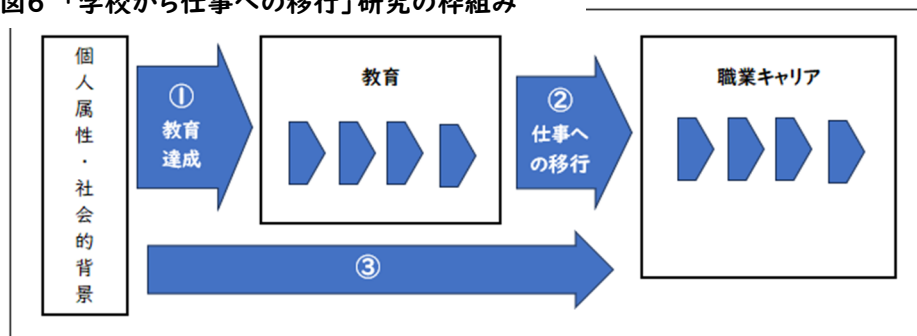 図6 「学校から仕事への移行」研究の枠組み
個人属性・社会的背景
①
教育
達成
教育
②
仕事へ
の移行
職業キャリア
③